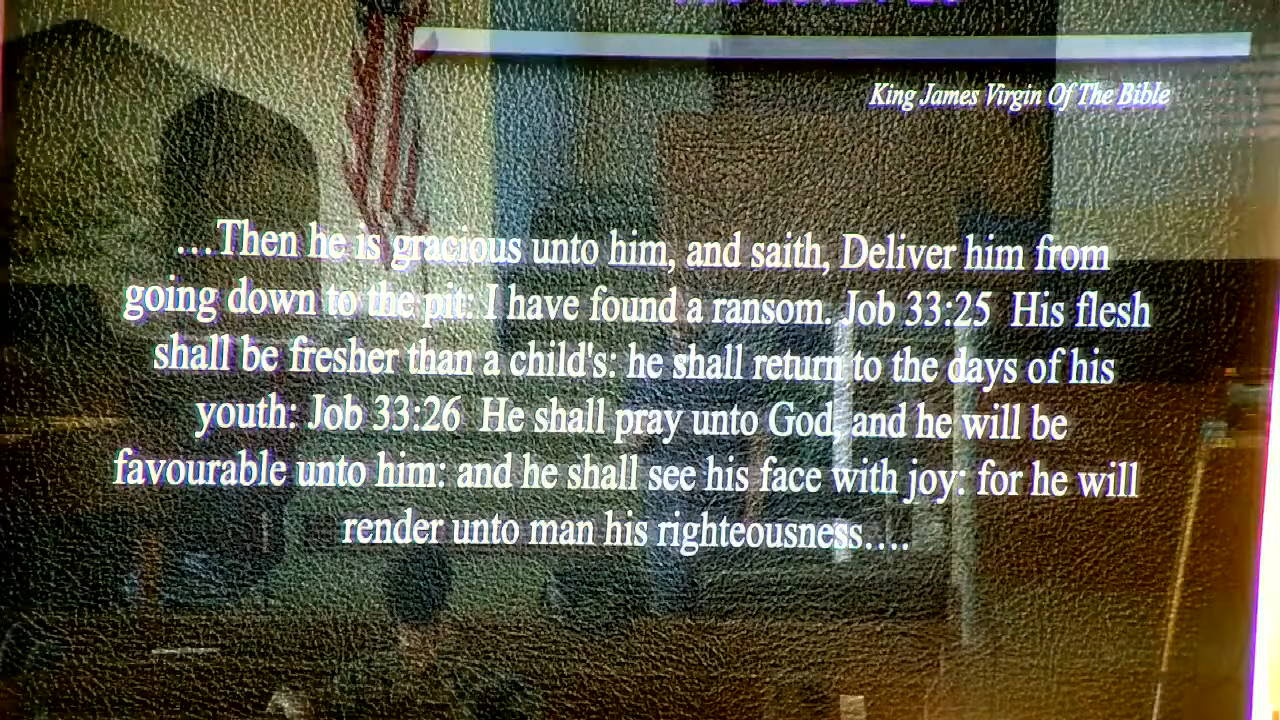 King James Virgin Of The Bible
…Then he is gracious unto him, and saith, Deliver him from
going down to the pit: I have found a ransom. Job 33:25 His flesh
shall be fresher than a child's: he shall return to the days of his
youth: Job 33:26 He shall pray unto God, and he will be
favourable unto him: and he shall see his face with joy: for he will
render unto man his righteousness….